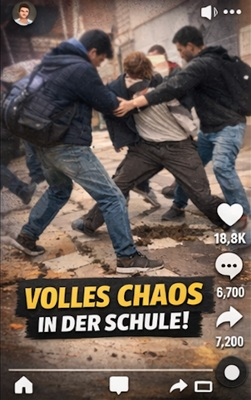 18,8K
6,700
7,200
VOLLES CHAOS
IN DER SCHULE!